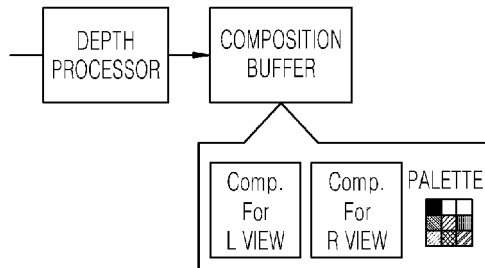 DEPTH
PROCESSOR
COMPOSITION
BUFFER
Comp.
For
L VIEW
Comp.
For
R VIEW
PALETTE